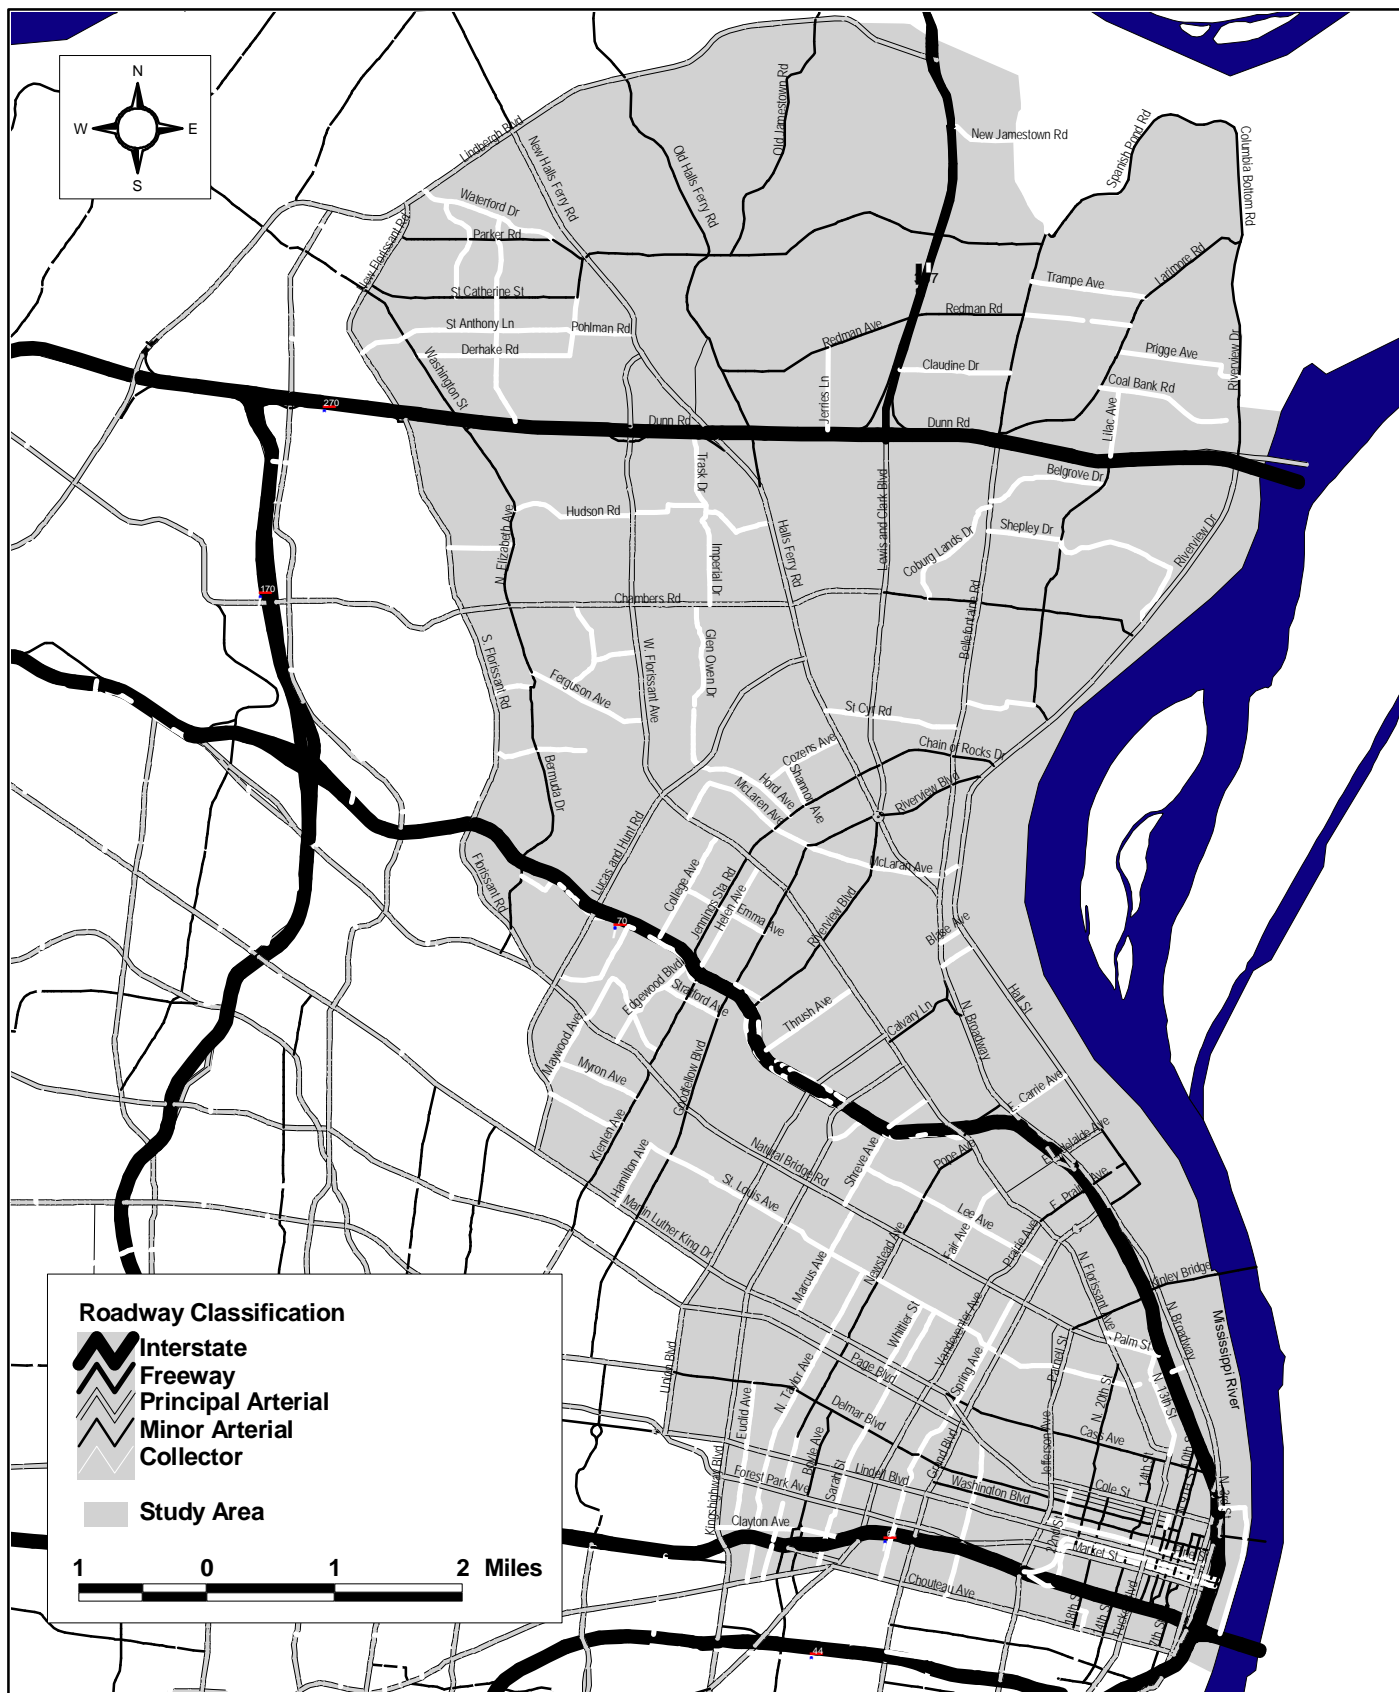 N
W
E
S
Lindbergh Blvd
New Halls Ferry Rd
Old Halls Ferry Rd
Old Jamestown Rd
New Jamestown Rd
Spanish Pond Rd
Columbia Bottom Rd
Waterford Dr
Parker Rd
New Florissant Rd
St Catherine St
St Anthony Ln
Pohlman Rd
Derhake Rd
Washington St
Trampe Ave
Larimore Rd
Redman Rd
Redman Ave
Claudine Dr
Prigge Ave
Coal Bank Rd
Riverview Dr
Jerries Ln
Lilac Ave
270
Dunn Rd
Dunn Rd
Trask Dr
Belgrove Dr
Hudson Rd
N. Elizabeth Ave
Imperial Dr
Halls Ferry Rd
Lewis and Clark Blvd
Coburg Lands Dr
Shepley Dr
Riverview Dr
170
Chambers Rd
Bellefontaine Rd
S. Florissant Rd
W. Florissant Ave
Glen Owen Dr
Ferguson Ave
St Cyr Rd
Bermuda Dr
Cozens Ave
Shannon Ave
Hord Ave
McLaren Ave
Chain of Rocks Dr
Riverview Blvd
Lucas and Hunt Rd
Florissant Rd
College Ave
Jennings Sta Rd
Helen Ave
Emma Ave
Riverview Blvd
McLaran Ave
Blase Ave
70
Edgewood Blvd
Stratford Ave
Thrush Ave
Calvary Ln
N. Broadway
Hall St
Maywood Ave
Myron Ave
Goodfellow Blvd
Kienlen Ave
Hamilton Ave
E. Carrie Ave
E. Adelaide Ave
E. Prairie Ave
Pope Ave
Shreve Ave
Natural Bridge Rd
St. Louis Ave
Martin Luther King Dr
Lee Ave
Fair Ave
Prairie Ave
Newstead Ave
Marcus Ave
N. Florissant Ave
McKinley Bridge
N. Broadway
Mississippi River
Whittier St
Vandeventer Ave
Spring Ave
Parnell St
Palm St
Union Blvd
Page Blvd
N. Taylor Ave
Euclid Ave
Delmar Blvd
N. 20th St
N. 13th St
Cass Ave
Jefferson Ave
Boyle Ave
Sarah St
Grand Blvd
Lindell Blvd
Forest Park Ave
Washington Blvd
Cole St
14th St
N. 3rd St
Kingshighway Blvd
Clayton Ave
22nd St
Market St
Chouteau Ave
18th St
14th St
Tucker Blvd
7th St
44
Roadway Classification
Interstate
Freeway
Principal Arterial
Minor Arterial
Collector
Study Area
1 0 1 2 Miles